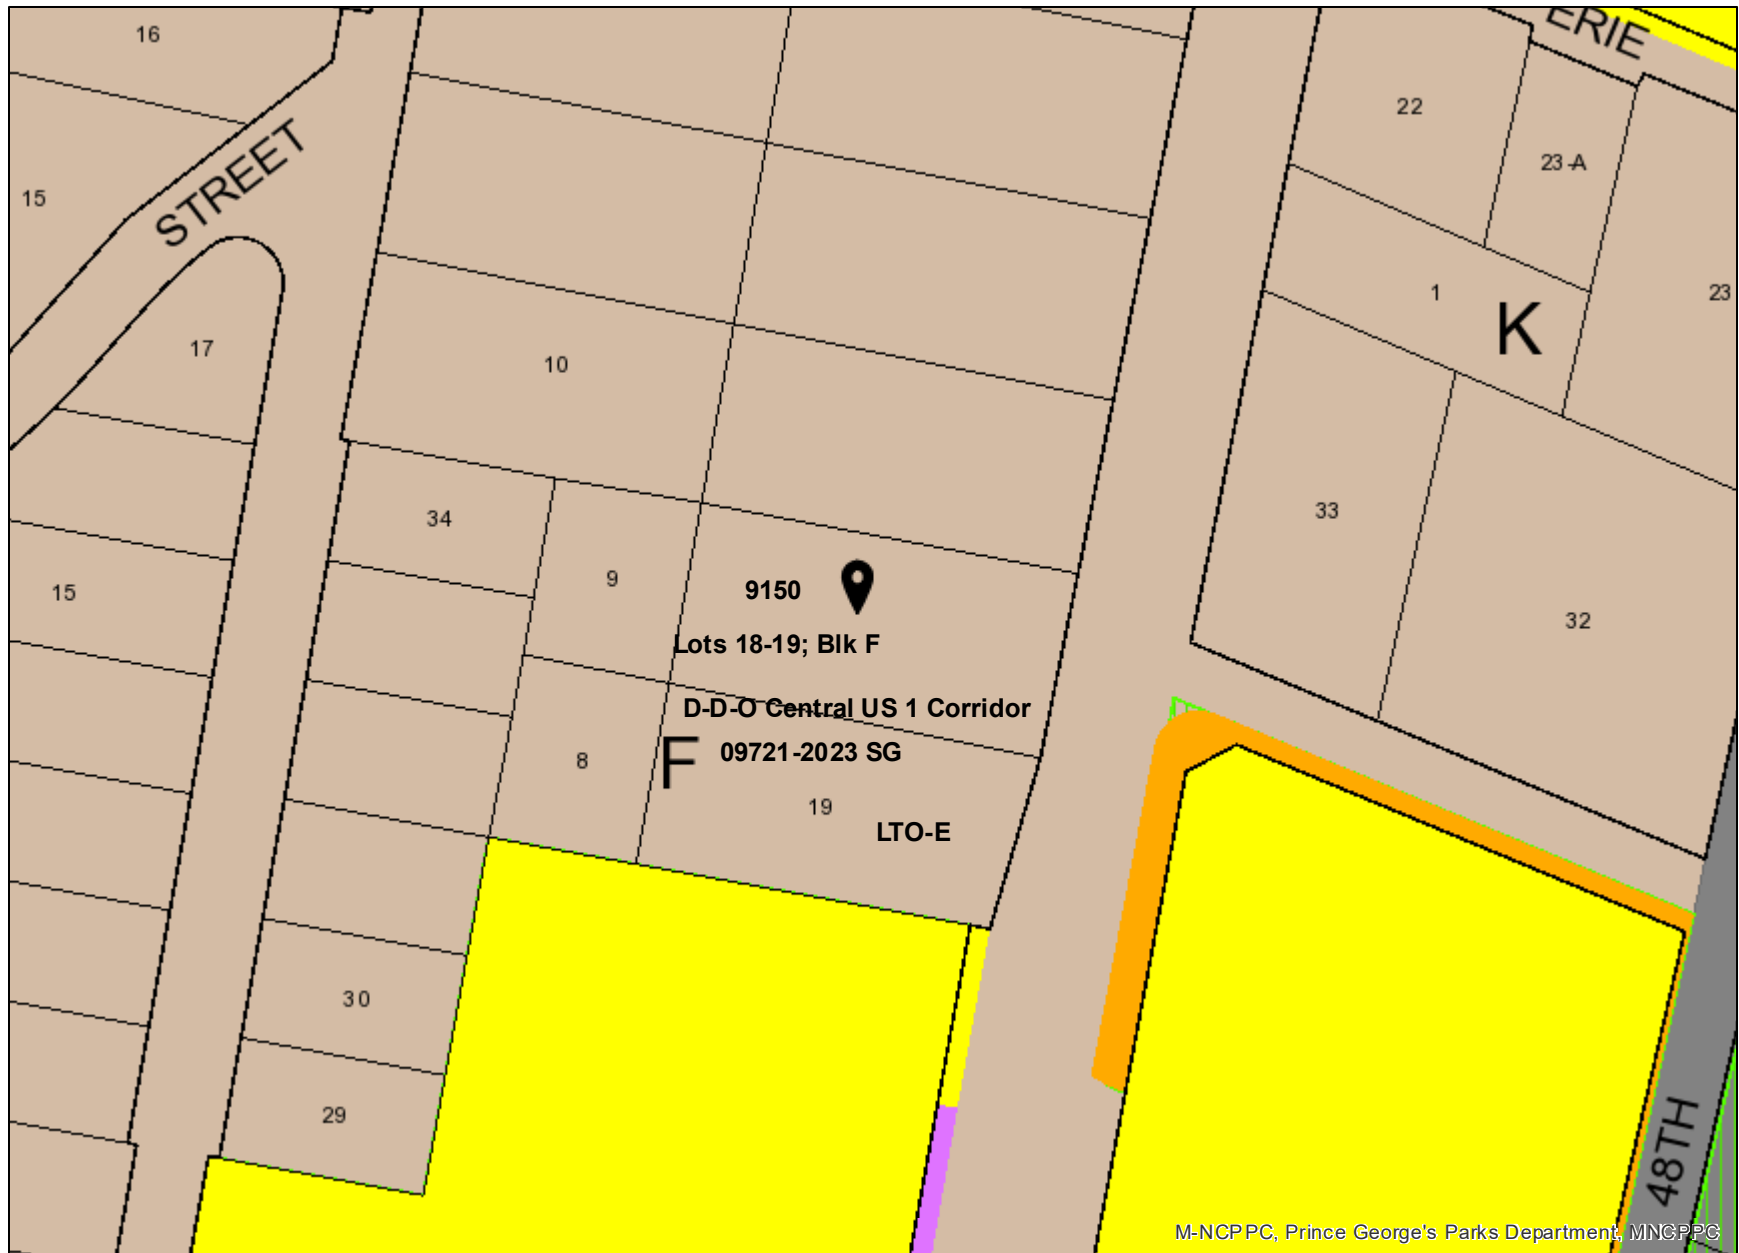 16
ERIE
22
23-A
STREET
15
1
23
K
17
10
34
33
9
9150
15
32
Lots 18-19; Blk F
D-D-O Central US 1 Corridor
F
09721-2023 SG
8
19
LTO-E
30
29
48TH
M-NCPPC, Prince George's Parks Department, MNCPPC